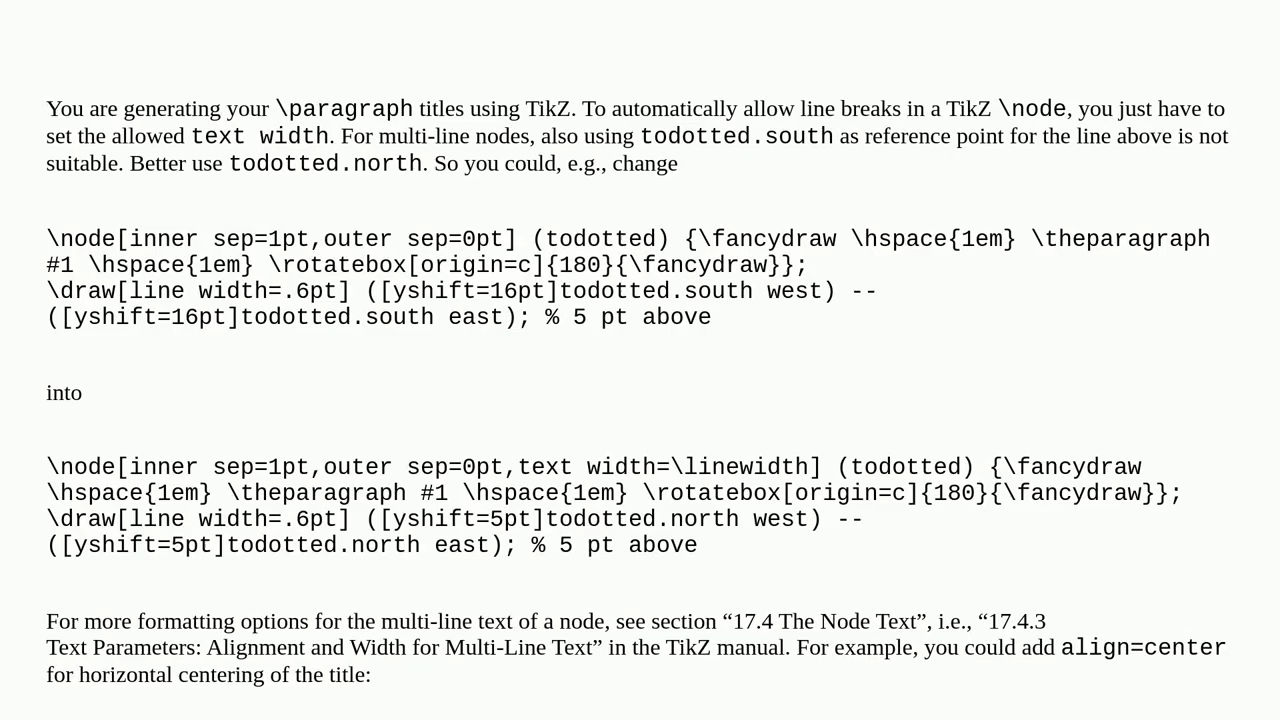 You are generating your \paragraph titles using TikZ. To automatically allow line breaks in a TikZ \node, you just have to
set the allowed text width. For multi-line nodes, also using todotted.south as reference point for the line above is not
suitable. Better use todotted.north. So you could, e.g., change
\node[inner sep=1pt,outer sep=0pt] (todotted) {\fancydraw \hspace{1em} \theparagraph
#1 \hspace{1em} \rotatebox[origin=c]{180}{\fancydraw}};
\draw[line width=.6pt] ([yshift=16pt]todotted.south west) --
([yshift=16pt]todotted.south east); % 5 pt above
into
\node[inner sep=1pt,outer sep=0pt,text width=\linewidth] (todotted) {\fancydraw
\hspace{1em} \theparagraph #1 \hspace{1em} \rotatebox[origin=c]{180}{\fancydraw}};
\draw[line width=.6pt] ([yshift=5pt]todotted.north west) --
([yshift=5pt]todotted.north east); % 5 pt above
For more formatting options for the multi-line text of a node, see section “17.4 The Node Text”, i.e., “17.4.3
Text Parameters: Alignment and Width for Multi-Line Text” in the TikZ manual. For example, you could add align=center
for horizontal centering of the title: